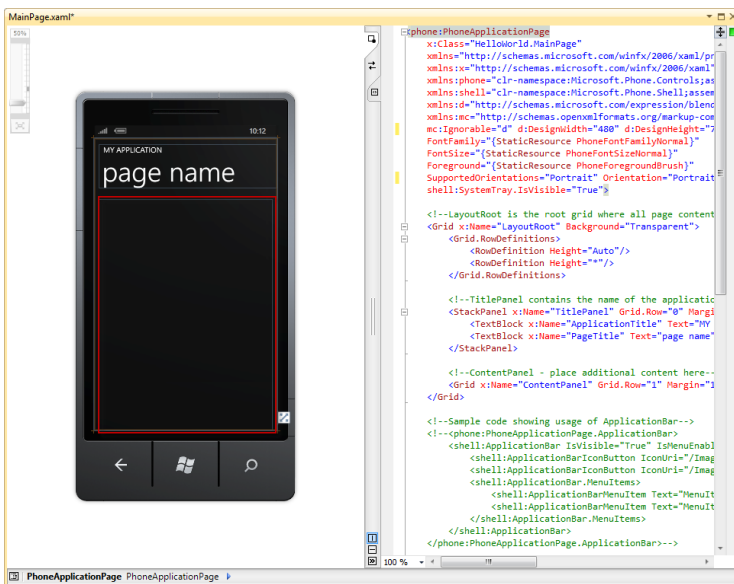 MainPage.xaml*
50%
10:12
MY APPLICATION
page name
<phone:PhoneApplicationPage
x:Class="HelloWorld.MainPage"
xmlns="http://schemas.microsoft.com/winfx/2006/xaml/pr
xmlns:x="http://schemas.microsoft.com/winfx/2006/xaml"
xmlns:phone="clr-namespace:Microsoft.Phone.Controls;as
xmlns:shell="clr-namespace:Microsoft.Phone.Shell;assem
xmlns:d="http://schemas.microsoft.com/expression/blend
xmlns:mc="http://schemas.openxmlformats.org/markup-com
mc:Ignorable="d" d:DesignWidth="480" d:DesignHeight="7
FontFamily="{StaticResource PhoneFontFamilyNormal}"
FontSize="{StaticResource PhoneFontSizeNormal}"
Foreground="{StaticResource PhoneForegroundBrush}"
SupportedOrientations="Portrait" Orientation="Portrait
shell:SystemTray.IsVisible="True">
<!--LayoutRoot is the root grid where all page content
<Grid x:Name="LayoutRoot" Background="Transparent">
<Grid.RowDefinitions>
<RowDefinition Height="Auto"/>
<RowDefinition Height="*"/>
</Grid.RowDefinitions>
<!--TitlePanel contains the name of the applicatic
<StackPanel x:Name="TitlePanel" Grid.Row="0" Margi
<TextBlock x:Name="ApplicationTitle" Text="MY
<TextBlock x:Name="PageTitle" Text="page name"
</StackPanel>
<!--ContentPanel - place additional content here--
<Grid x:Name="ContentPanel" Grid.Row="1" Margin="1
</Grid>
<!--Sample code showing usage of ApplicationBar-->
<!--<phone:PhoneApplicationPage.ApplicationBar>
<shell:ApplicationBar IsVisible="True" IsMenuEnabl
<shell:ApplicationBarIconButton IconUri="/Imag
<shell:ApplicationBarIconButton IconUri="/Imag
<shell:ApplicationBar.MenuItems>
<shell:ApplicationBarMenuItem Text="MenuIt
<shell:ApplicationBarMenuItem Text="MenuIt
</shell:ApplicationBar.MenuItems>
</shell:ApplicationBar>
</phone:PhoneApplicationPage.ApplicationBar>-->
100 %
PhoneApplicationPage PhoneApplicationPage